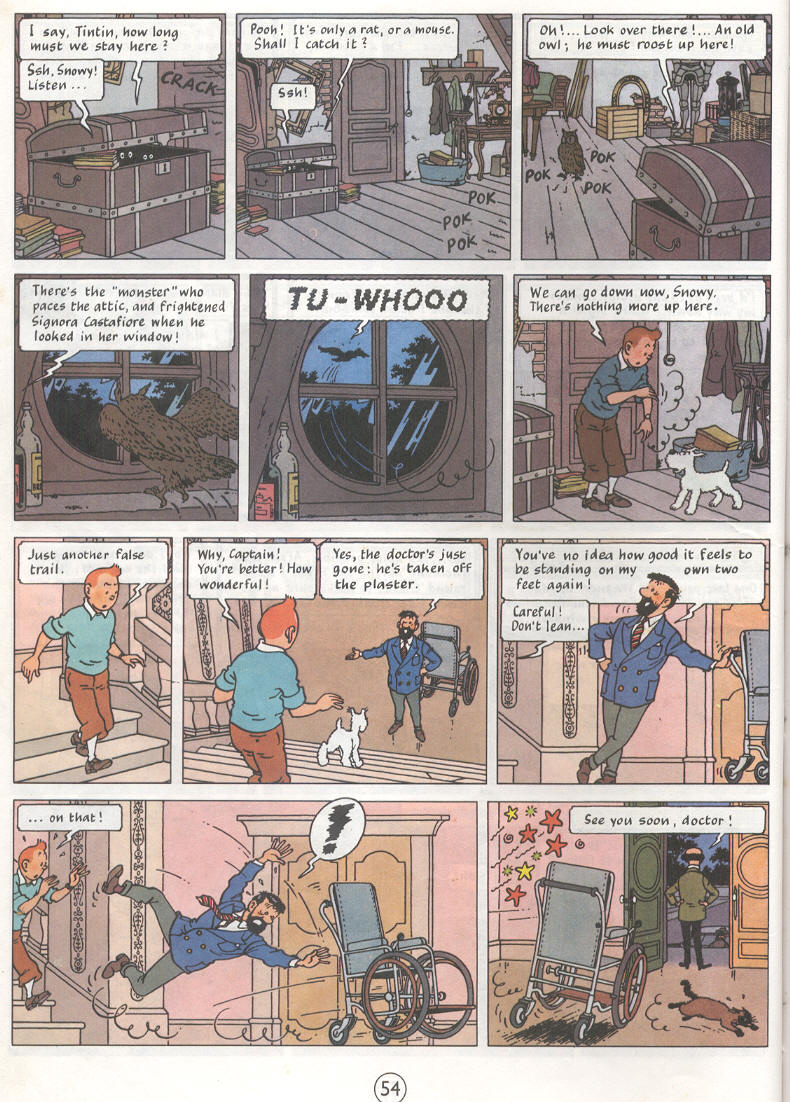 I say, Tintin, how long
must we stay here?
Ssh, Snowy!
Listen...
CRACK
Pooh! It's only a rat, or a mouse.
Shall I catch it?
Ssh!
POK
POK
POK
Oh!... Look over there!... An old
owl; he must roost up here!
POK
POK
POK
There's the "monster" who
paces the attic, and frightened
Signora Castafiore when he
looked in her window!
TU-WHOOO
We can go down uow, Snowy.
There's nothing more up here.
Just another false
trail.
Why, Captain!
You're better! How
wonderful!
Yes, the doctor's just
gone: he's taken off
the plaster.
You've no idea how good it feels to
be standing on my own two
feet again!
Careful!
Don't lean...
... on that!
!
See you soon, doctor!
54